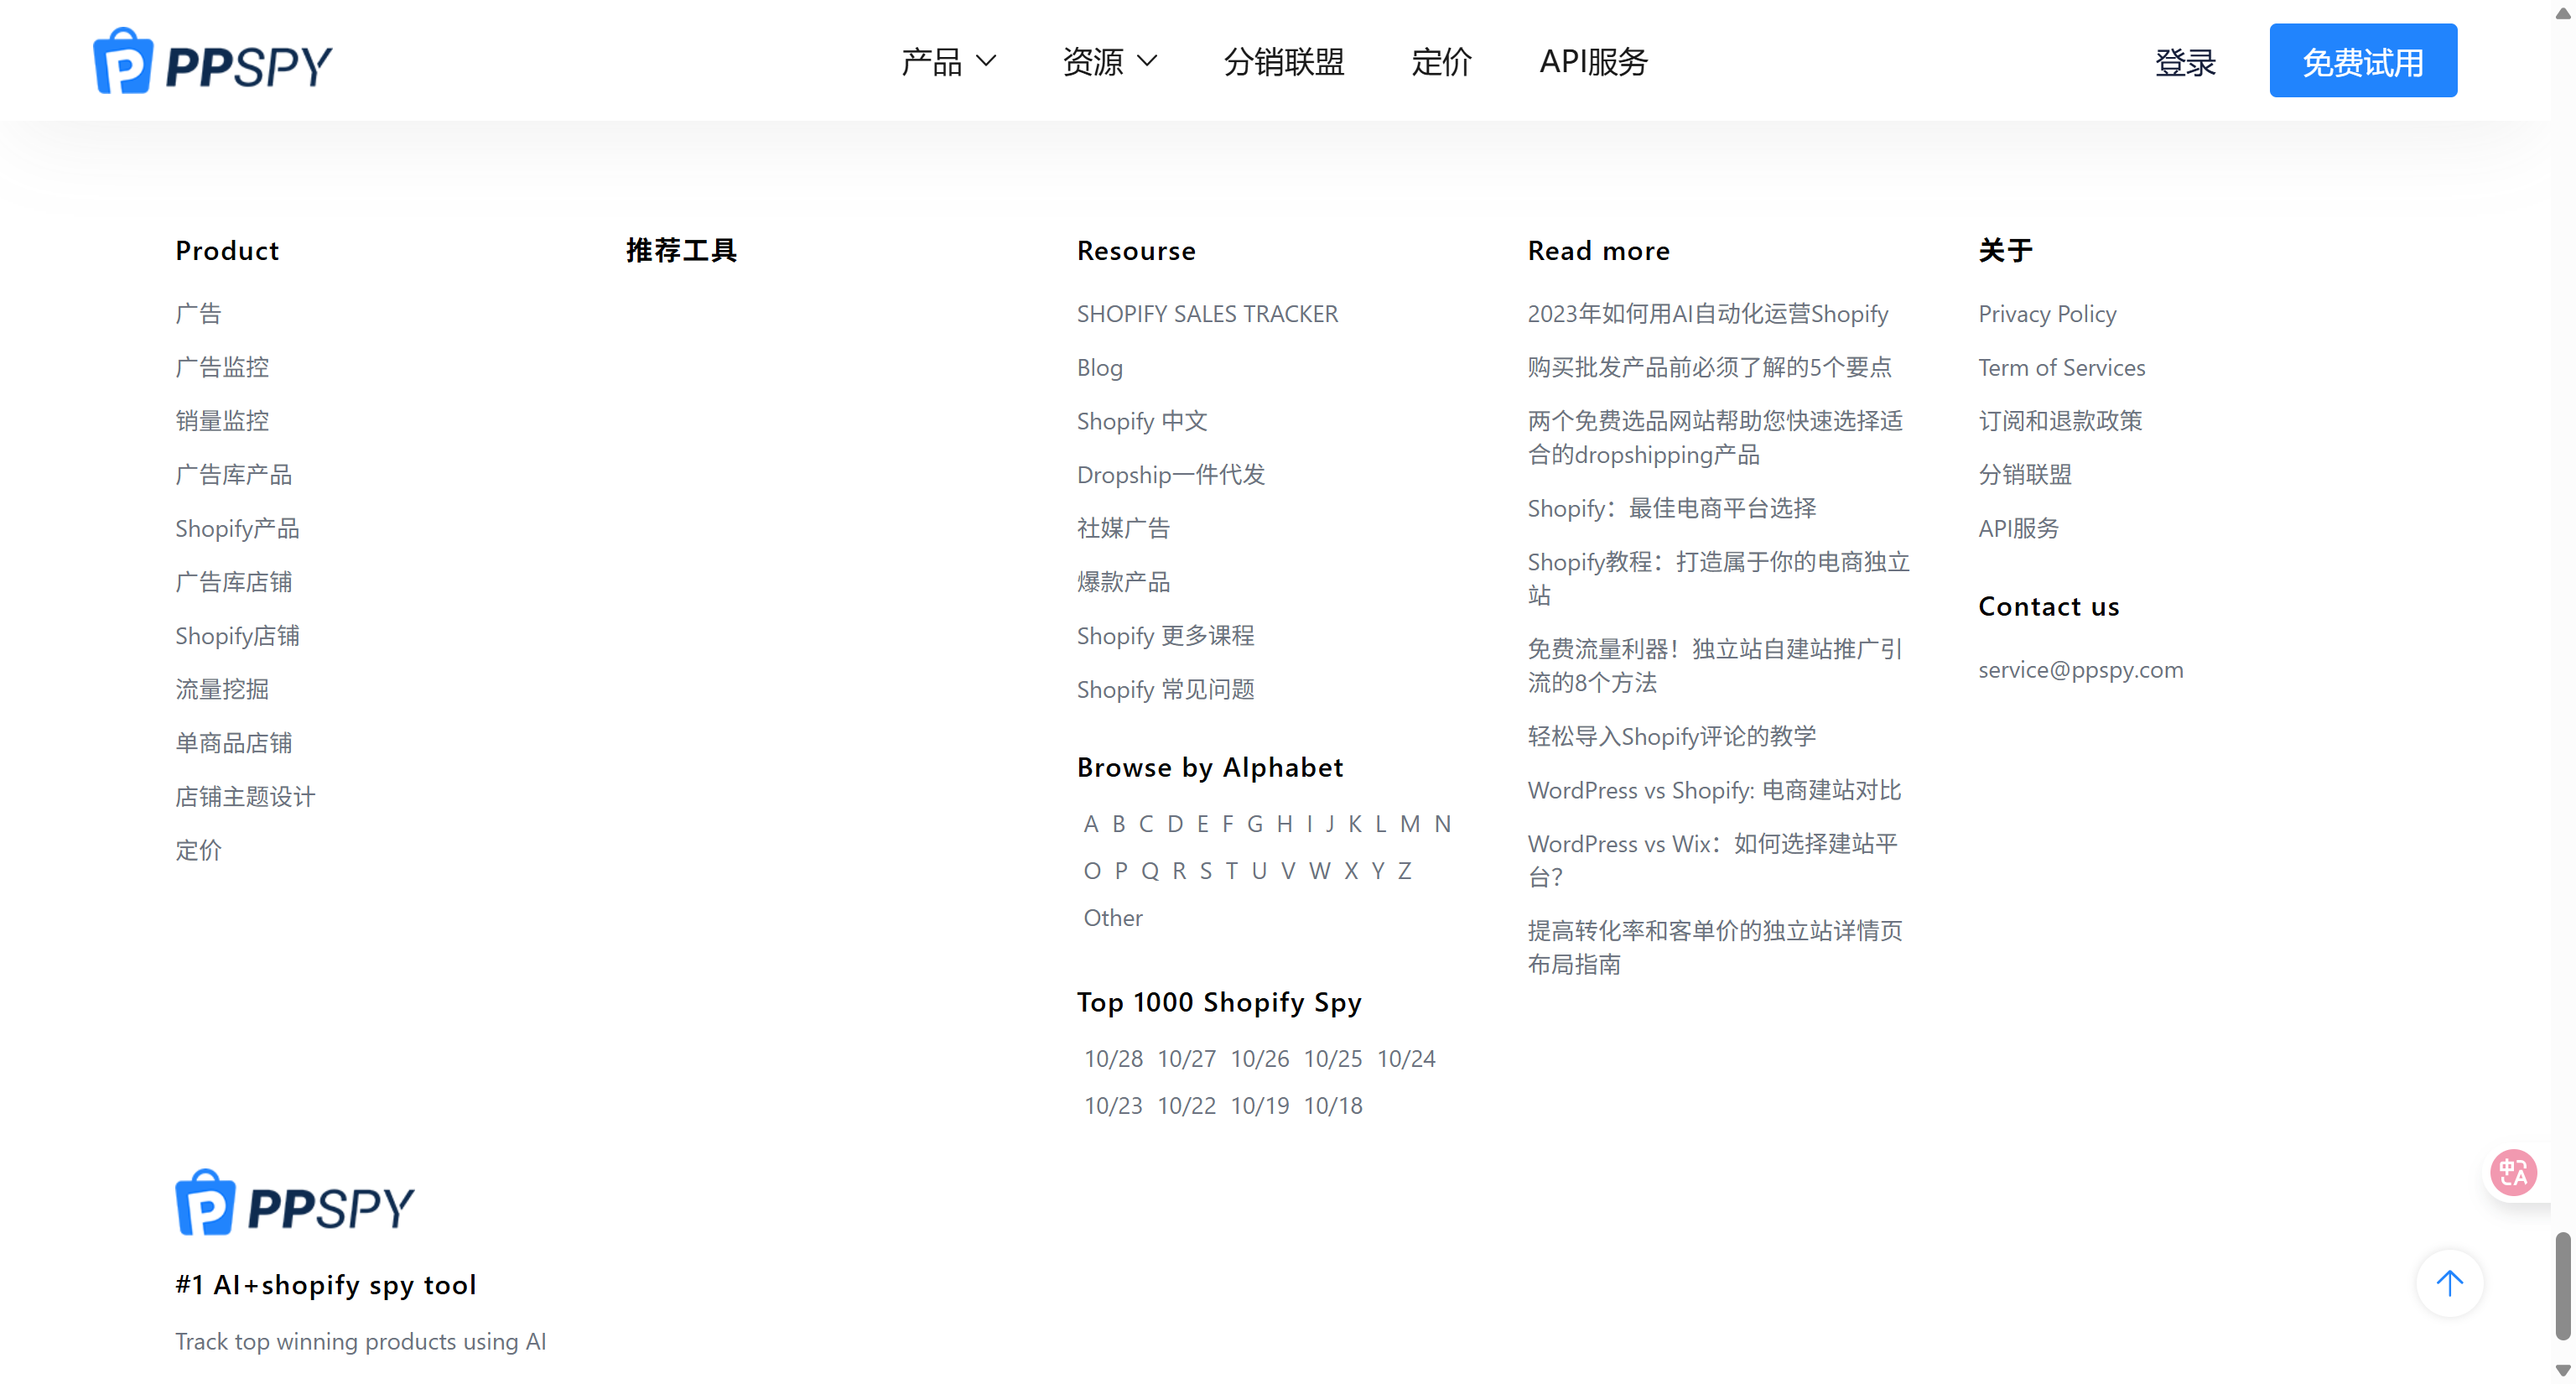 PPSPY
产品
资源
分销联盟
定价
API服务
登录
免费试用
Product
广告
广告监控
销量监控
广告库产品
Shopify产品
广告库店铺
Shopify店铺
流量挖掘
单商品店铺
店铺主题设计
定价
推荐工具
Resourse
SHOPIFY SALES TRACKER
Blog
Shopify 中文
Dropship一件代发
社媒广告
爆款产品
Shopify 更多课程
Shopify 常见问题
Browse by Alphabet
A B C D E F G H I J K L M N
O P Q R S T U V W X Y Z
Other
Top 1000 Shopify Spy
10/28 10/27 10/26 10/25 10/24
10/23 10/22 10/19 10/18
Read more
2023年如何用AI自动化运营Shopify
购买批发产品前必须了解的5个要点
两个免费选品网站帮助您快速选择适
合的dropshipping产品
Shopify：最佳电商平台选择
Shopify教程：打造属于你的电商独立
站
免费流量利器！独立站自建站推广引
流的8个方法
轻松导入Shopify评论的教学
WordPress vs Shopify: 电商建站对比
WordPress vs Wix：如何选择建站平
台？
提高转化率和客单价的独立站详情页
布局指南
关于
Privacy Policy
Term of Services
订阅和退款政策
分销联盟
API服务
Contact us
service@ppspy.com
PPSPY
#1 AI+shopify spy tool
Track top winning products using AI
中A